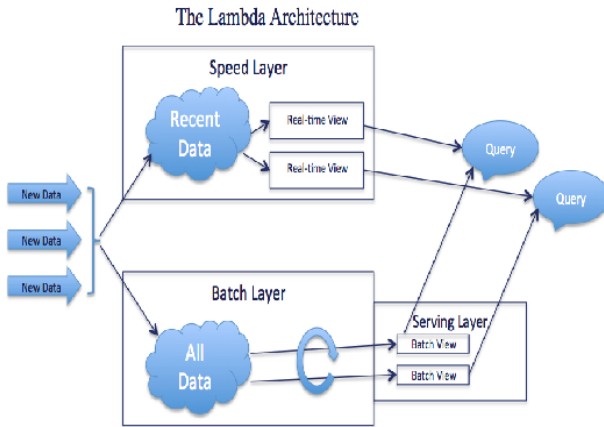 The Lambda Architecture
Speed Layer
Recent
Data
Real-time View
Real-time View
Query
Query
New Data
New Data
New Data
Batch Layer
All
Data
Serving Layer
Batch View
Batch View